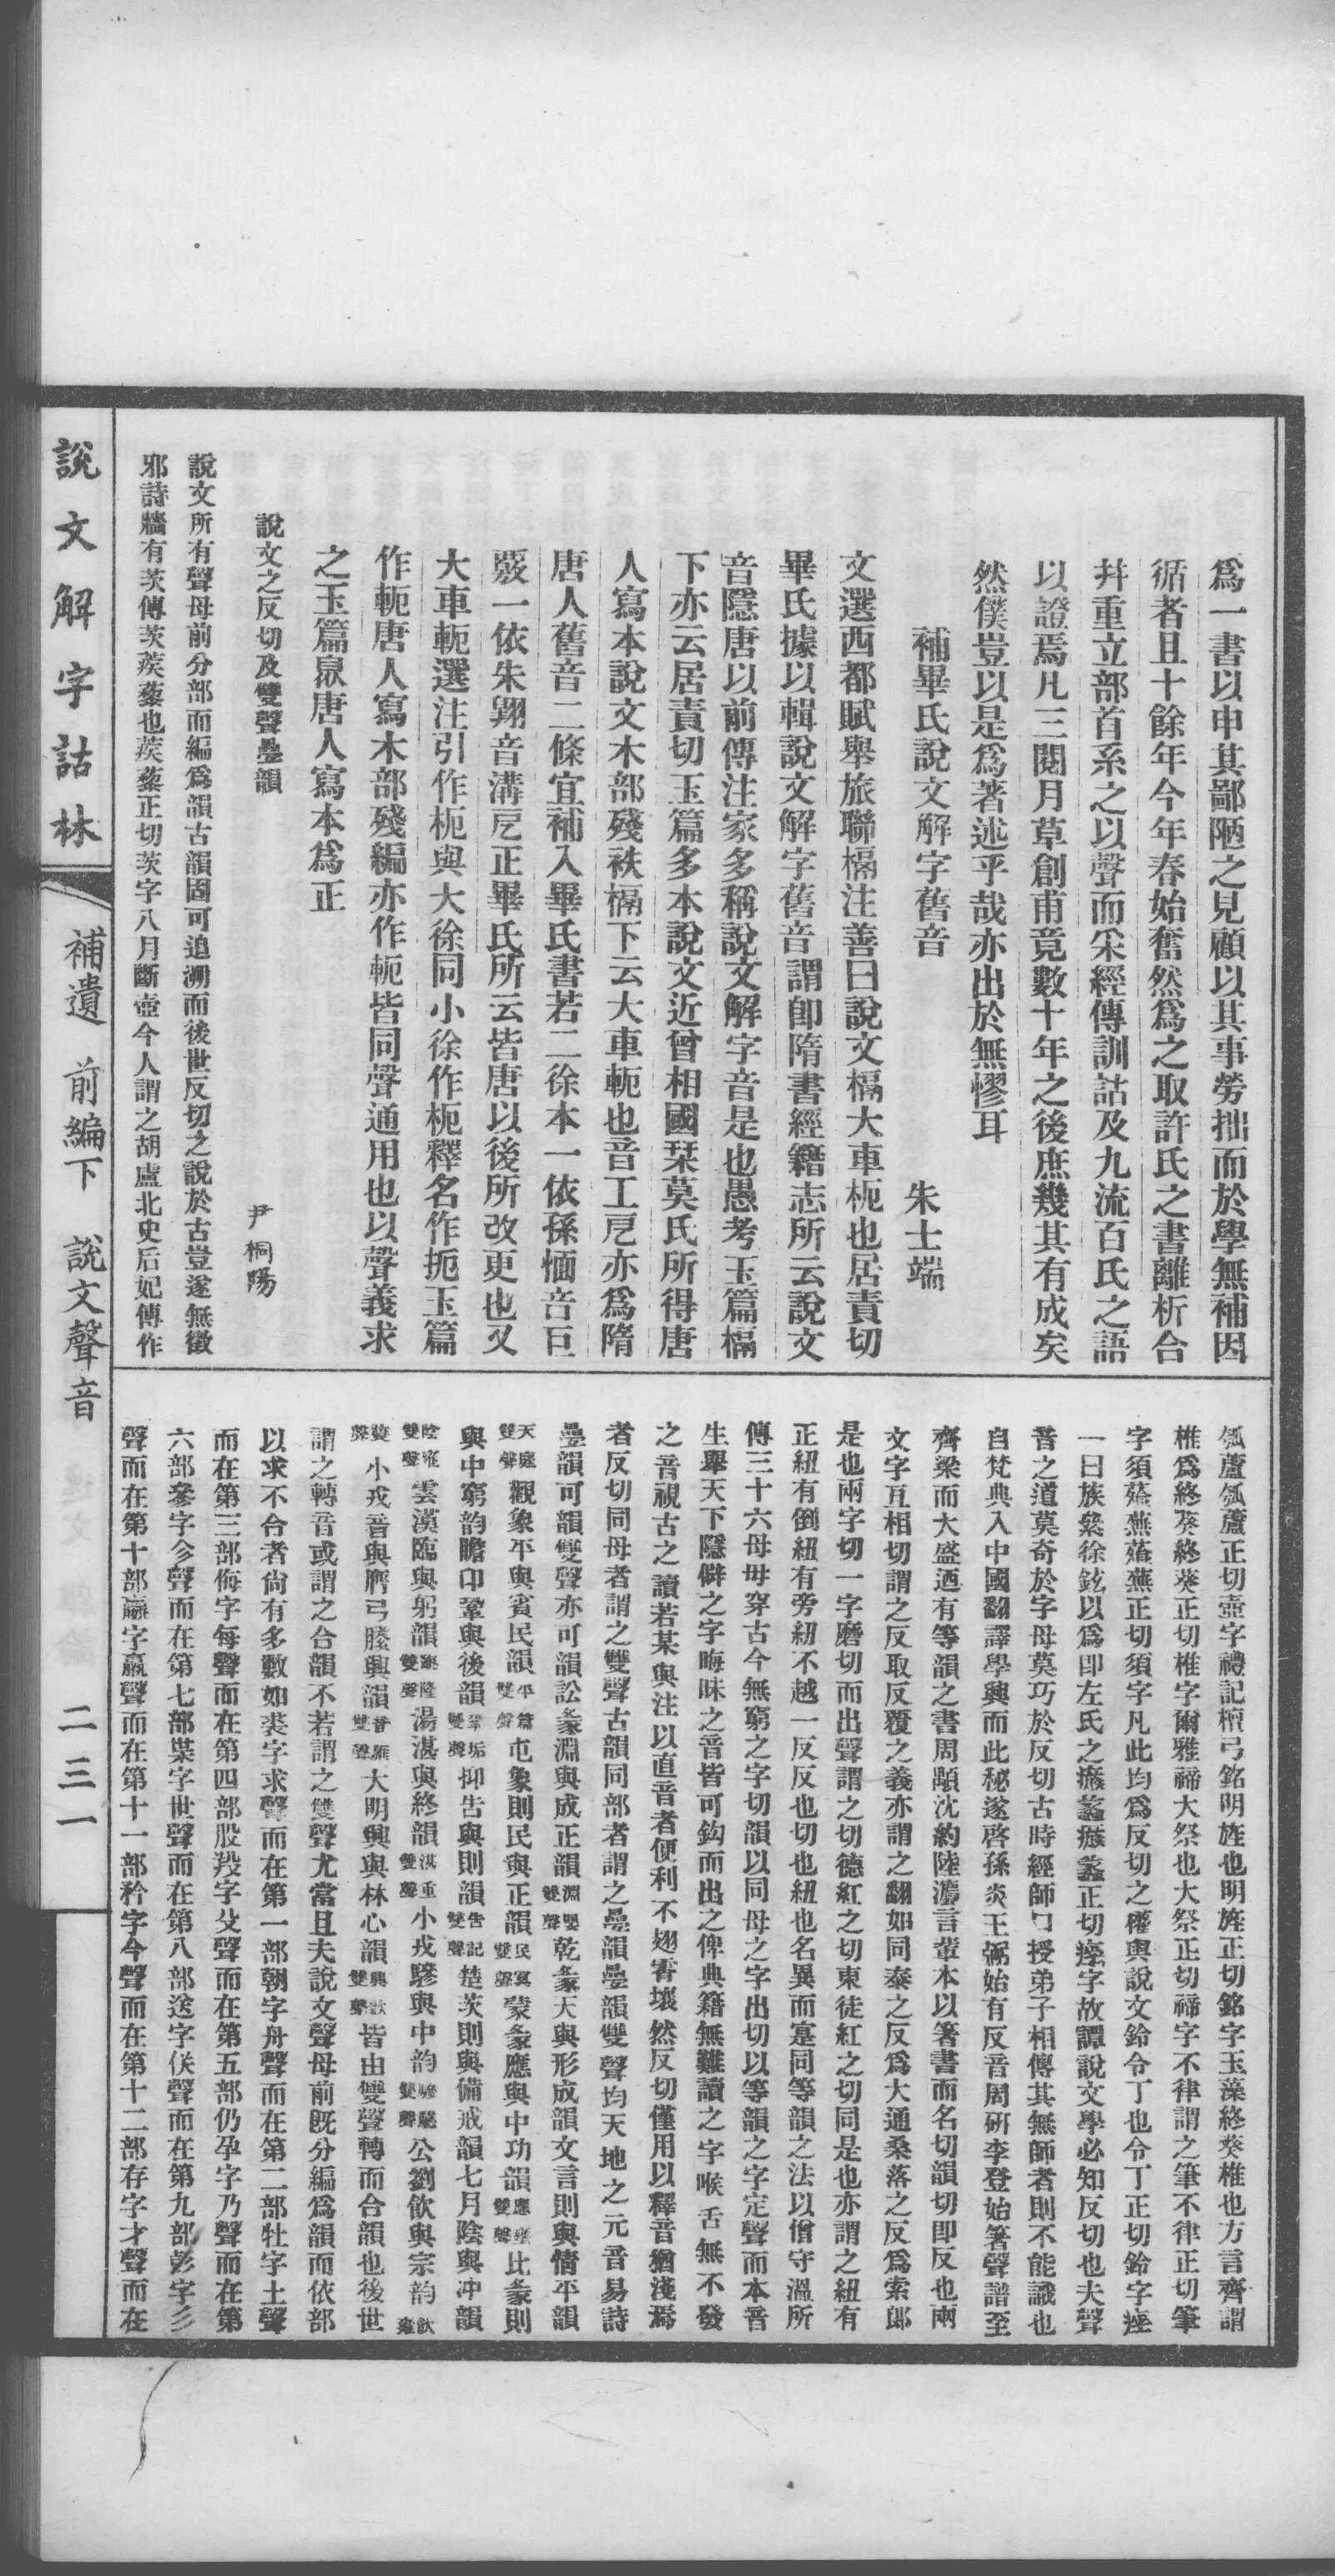 爲一書以申其鄙陋之見顧以其事勞拙而於學無補因
循者且十餘年今年春始奮然爲之取許氏之書離析合
幷重立部首系之以聲而采經傳訓詁及九流百氏之語
以證焉凡三閱月草創甫竟數十年之後庶幾其有成矣
然僕豈以是爲著述乎哉亦出於無憀耳
補畢氏說文解字舊音 朱士端
文選西都賦舉旅聯槅注善曰說文槅大車枙也居責切
畢氏據以輯說文解字舊音謂卽隋書經籍志所云說文
音隱唐以前傳注家多稱說文解字音是也愚考玉篇槅
下亦云居責切玉篇多本說文近曾相國栞莫氏所得唐
人寫本說文木部殘袟槅下云大車軛也音工戹亦爲隋
唐人舊音二條宜補入畢氏書若二徐本一依孫愐音巨
覈一依朱翱音溝戹正畢氏所云皆唐以後所改更也又
大車軛選注引作枙與大徐同小徐作枙釋名作扼玉篇
作軛唐人寫木部殘編亦作軛皆同聲通用也以聲義求
之玉篇㬥唐人寫本爲正
說文之反切及雙聲疊韻 尹桐陽
說文所有聲母前分部而編爲韻古韻固可追溯而後世反切之說於古豈遂無徵
邪詩牆有茨傳茨蒺藜也蒺藜正切茨字八月斷壺今人謂之胡盧北史后妃傳作
瓠蘆瓠蘆正切壺字禮記檀弓銘明旌也明旌正切銘字玉藻終葵椎也方言齊謂
椎爲終葵終葵正切椎字爾雅禘大祭也大祭正切禘字不律謂之筆不律正切筆
字須薞蕪薞蕪正切須字凡此均爲反切之權輿說文鈴令丁也令丁正切鈴字痤
一曰族絫徐鉉以爲卽左氏之瘯蠡瘯蠡正切痤字故譚說文學必知反切也夫聲
音之道莫奇於字母莫巧於反切古時經師口授弟子相傳其無師者則不能識也
自梵典入中國翻譯學興而此秘遂啓孫炎王弼始有反音周研李登始箸聲譜至
齊梁而大盛迺有等韻之書周顒沈約陸灋言輩本以箸書而名切韻切卽反也兩
文字互相切謂之反取反覆之義亦謂之翻如同泰之反爲大通桑落之反爲索郎
是也兩字切一字磨切而出聲謂之切德紅之切東徒紅之切同是也亦謂之紐有
正紐有倒紐有旁紐不越一反反也切也紐也名異而寔同等韻之法以僧守溫所
傳三十六母毋穿古今無窮之字切韻以同母之字出切以等韻之字定聲而本音
生舉天下隱僻之字晦昧之音皆可鈎而出之俾典籍無難讀之字喉舌無不發
之音視古之讀若某與注以直音者便利不翅霄壤然反切僅用以釋音猶淺焉
者反切同母者謂之雙聲古韻同部者謂之疊韻疊韻雙聲均天地之元音易詩
疊韻可韻雙聲亦可韻訟彖淵與成正韻淵嬰雙聲乾彖天與形成韻文言則與情平韻
天庭雙聲觀象平與賓民韻平篇雙聲屯象則民與正韻民冥雙聲蒙彖應與中功韻應雍雙聲比彖則
與中窮韵瞻卬鞏與後韻鞏垢雙聲抑告與則韻告記雙聲楚茨則與備戒韻七月陰與沖韻
陰雍雙聲雲漢臨與躬韻臨隆雙聲湯湛與終韻湛重雙聲小戎驂與中韵雙聲公劉飮與宗韵飮雍
雙聲小戎音與膺弓縢興韻雙聲大明興與林心韻興歆雙聲皆由雙聲轉而合韻也後世
謂之轉音或謂之合韻不若謂之雙聲尤當且夫說文聲母前旣分編爲韻而依部
以求不合者尙有多數如裘字求聲而在第一部朝字舟聲而在第二部牡字土聲
而在第三部侮字每聲而在第四部股羖字殳聲而在第五部仍孕字乃聲而在第
六部㐱字今聲而在第七部枼字世聲而在第八部送字㑞聲而在第九部彭字彡
聲而在第十部贏字𣎆聲而在第十一部矜字今聲而在第十二部存字才聲而在
說文解字詁林 補遺 前編下 說文聲音 二三一